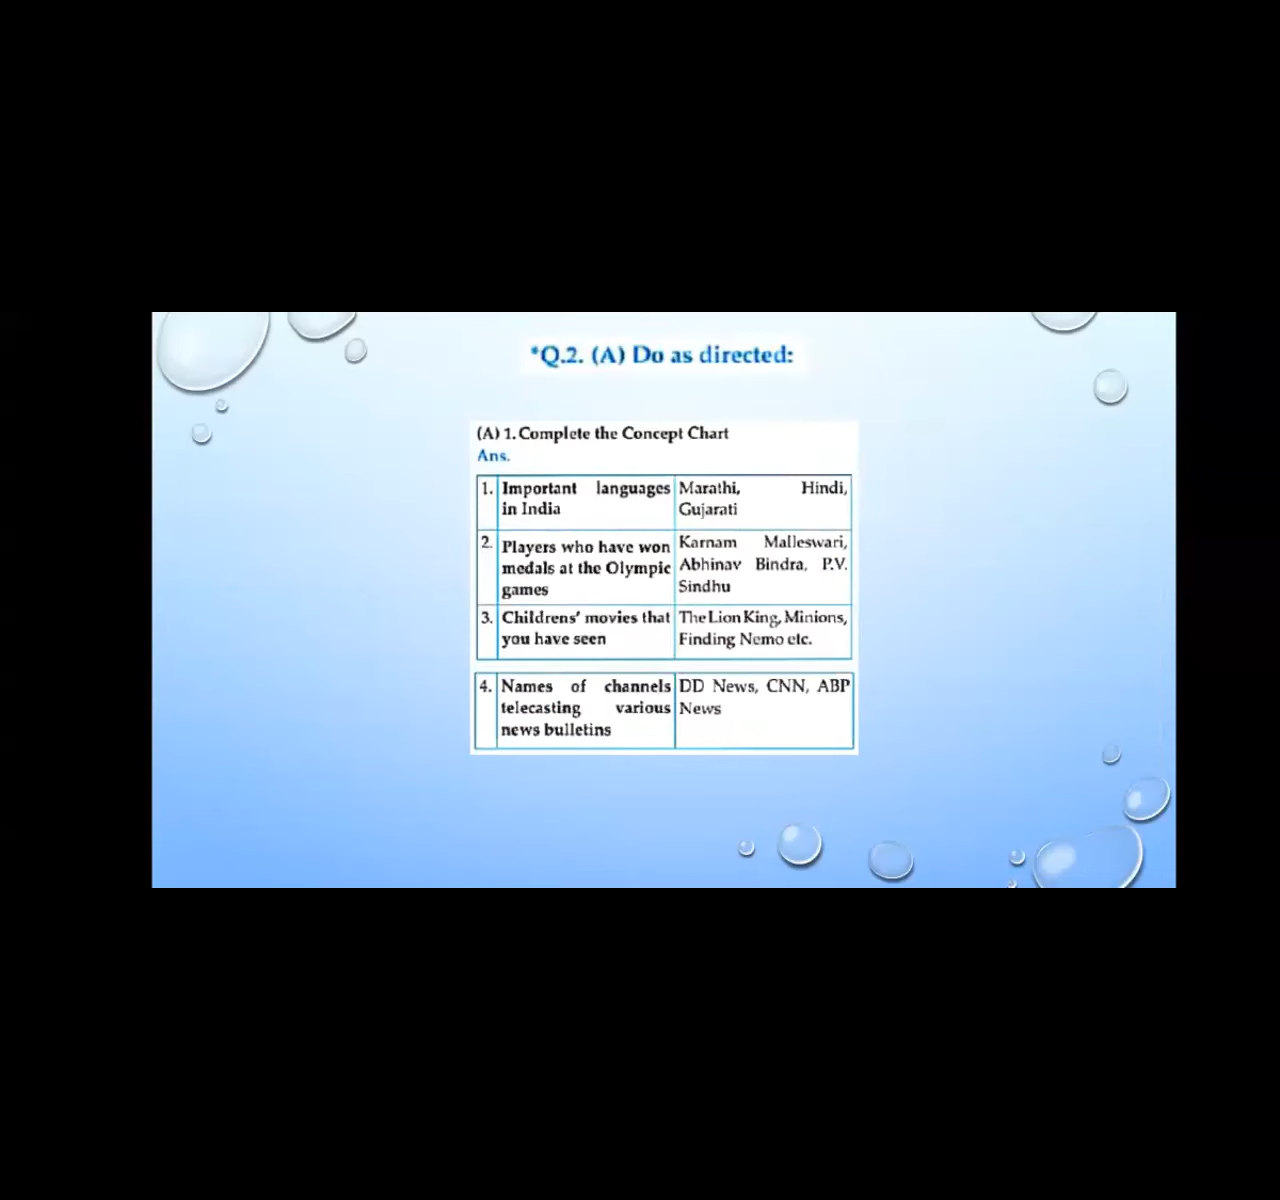 *Q.2. (A) Do as directed:
(A) 1. Complete the Concept Chart
Ans.
1. Important languages Marathi, Hindi,
in India Gujarati
2. Players who have won Karnam Malleswari,
medals at the Olympic Abhinav Bindra, P.V.
games Sindhu
3. Childrens' movies that The Lion King, Minions,
you have seen Finding Nemo etc.
4. Names of channels DD News, CNN, ABP
telecasting various News
news bulletins